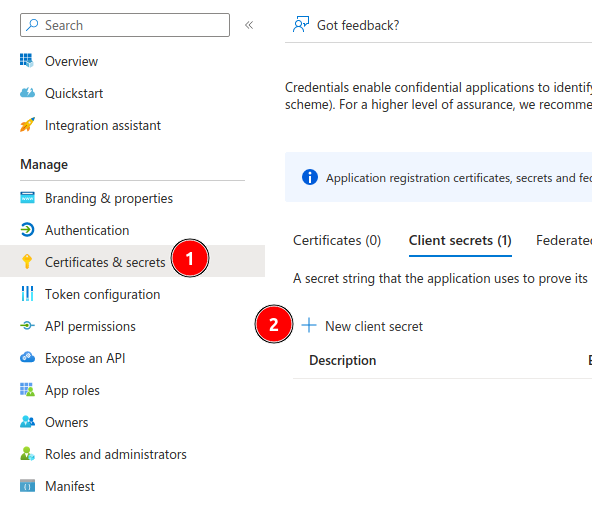 Search
Overview
Quickstart
Integration assistant
Manage
Branding & properties
Authentication
Certificates & secrets
1
Token configuration
API permissions
Expose an API
App roles
Owners
Roles and administrators
Manifest
Got feedback?
Credentials enable confidential applications to identify
scheme). For a higher level of assurance, we recomme
Application registration certificates, secrets and fed
Certificates (0) Client secrets (1) Federated
A secret string that the application uses to prove its
2 New client secret
Description